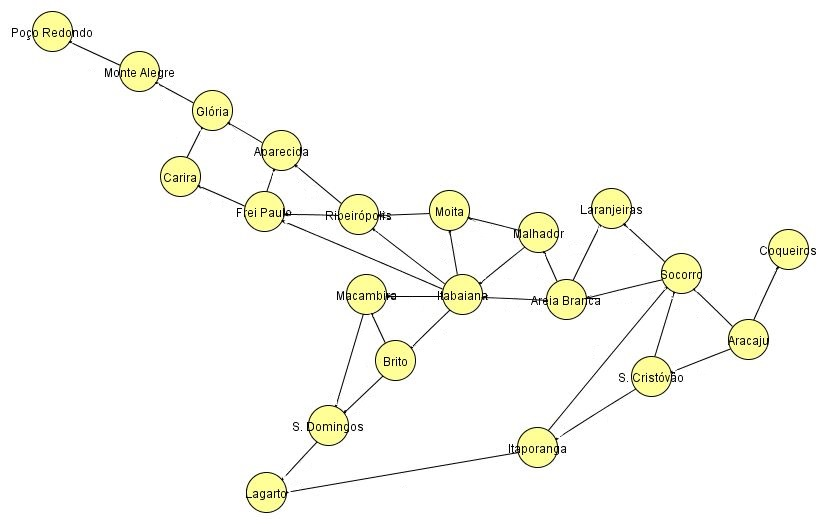 Poço Redondo
Monte Alegre
Glória
Aparecida
Carira
Frei Paulo
Ribeirópolis
Moita
Laranjeiras
Malhador
Coqueiros
Socorro
Macambira
Itabaiana
Areia Branca
Aracaju
Brito
S. Cristóvão
S. Domingos
Itaporanga
Lagarto